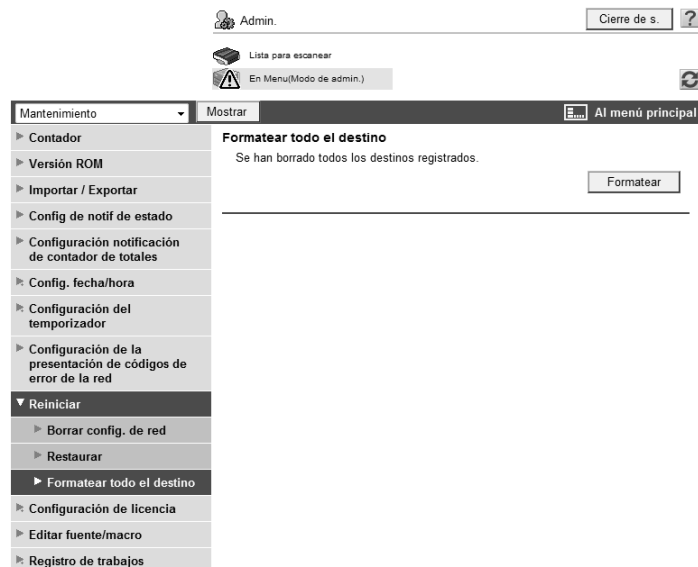 Admin.
Cierre de s.
?
Lista para escanear
En Menu(Modo de admin.)
Mantenimiento
Mostrar
Al menú principal
Contador
Versión ROM
Importar / Exportar
Config de notif de estado
Configuración notificación
de contador de totales
Config. fecha/hora
Configuración del
temporizador
Configuración de la
presentación de códigos de
error de la red
Reiniciar
Borrar config. de red
Restaurar
Formatear todo el destino
Configuración de licencia
Editar fuente/macro
Registro de trabajos
Formatear todo el destino
Se han borrado todos los destinos registrados.
Formatear